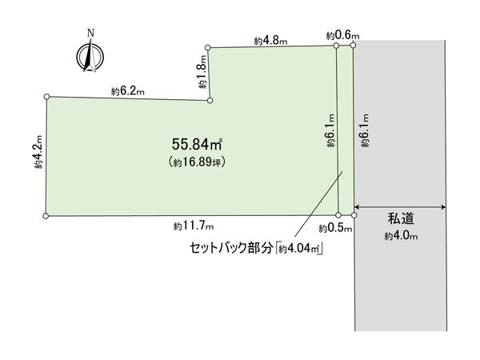 N
約4.8m
約0.6m
約1.8m
約6.2m
約4.2m
55.84㎡
(約16.89坪)
約6.1m
約6.1m
私道
約4.0m
約11.7m
約0.5m
セットバック部分「約4.04㎡」